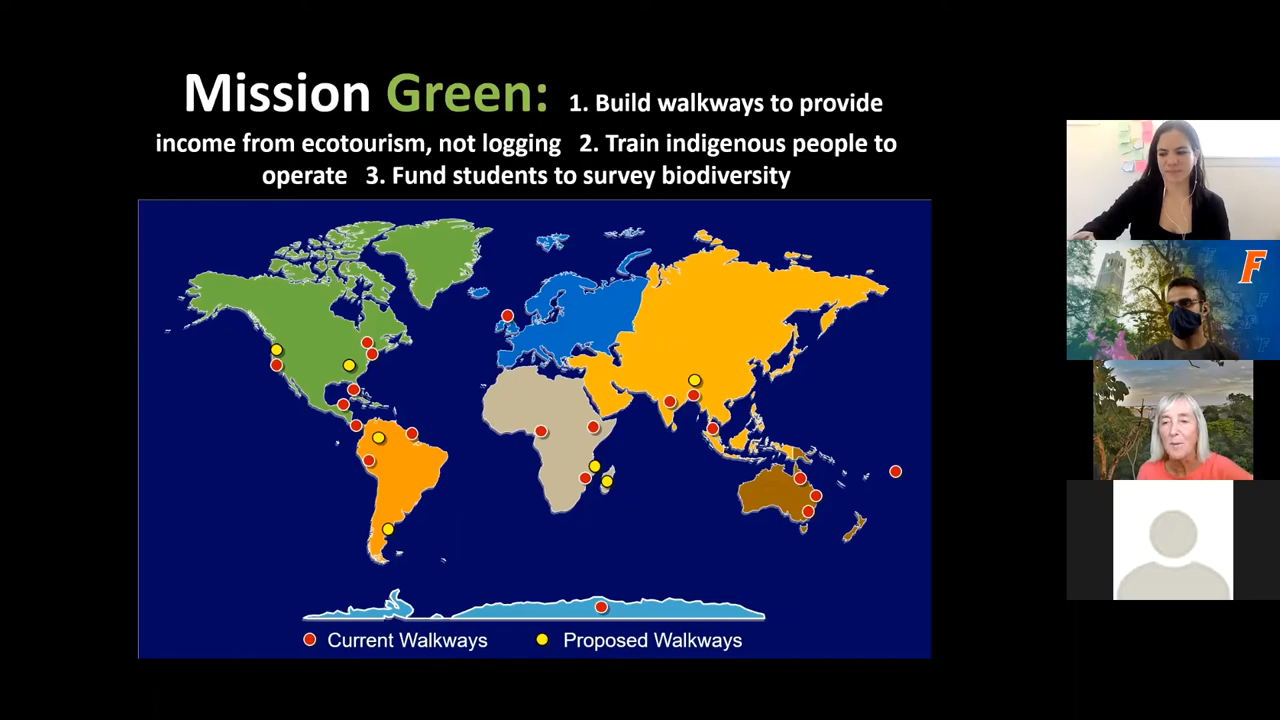 Mission Green: 1. Build walkways to provide
income from ecotourism, not logging 2. Train indigenous people to
operate 3. Fund students to survey biodiversity
F
Current Walkways
Proposed Walkways